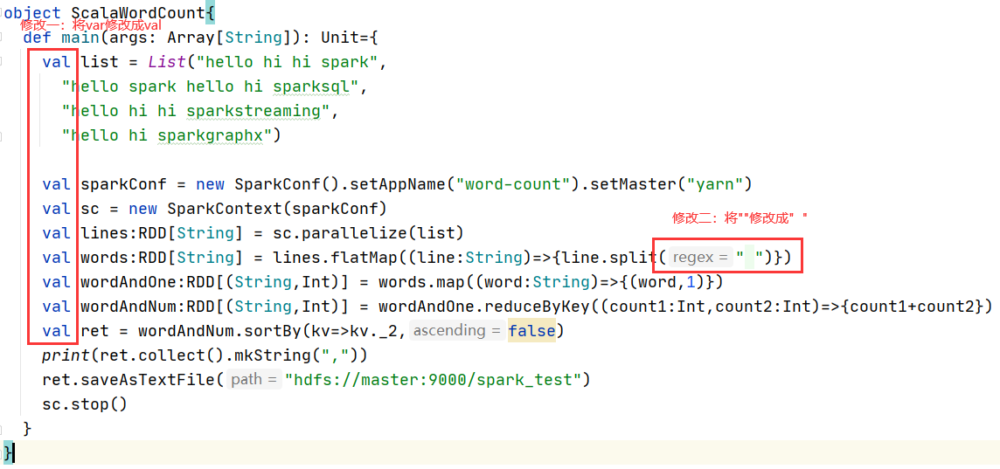 object ScalaWordCount{
修改一：将var修改成val
def main(args: Array[String]): Unit={
val list = List("hello hi hi spark",
"hello spark hello hi sparksql",
"hello hi hi sparkstreaming",
"hello hi sparkgraphx")
val sparkConf = new SparkConf().setAppName("word-count").setMaster("yarn")
val sc = new SparkContext(sparkConf)
修改二：将""修改成" "
val lines:RDD[String] = sc.parallelize(list)
val words:RDD[String] = lines.flatMap((line:String)=>{line.split( regex = " ")})
val wordAndOne:RDD[(String,Int)] = words.map((word:String)=>{(word,1)})
val wordAndNum:RDD[(String,Int)] = wordAndOne.reduceByKey((count1:Int,count2:Int)=>{count1+count2})
val ret = wordAndNum.sortBy(kv=>kv._2, ascending = false)
print(ret.collect().mkString(","))
ret.saveAsTextFile( path = "hdfs://master:9000/spark_test")
sc.stop()
}
}